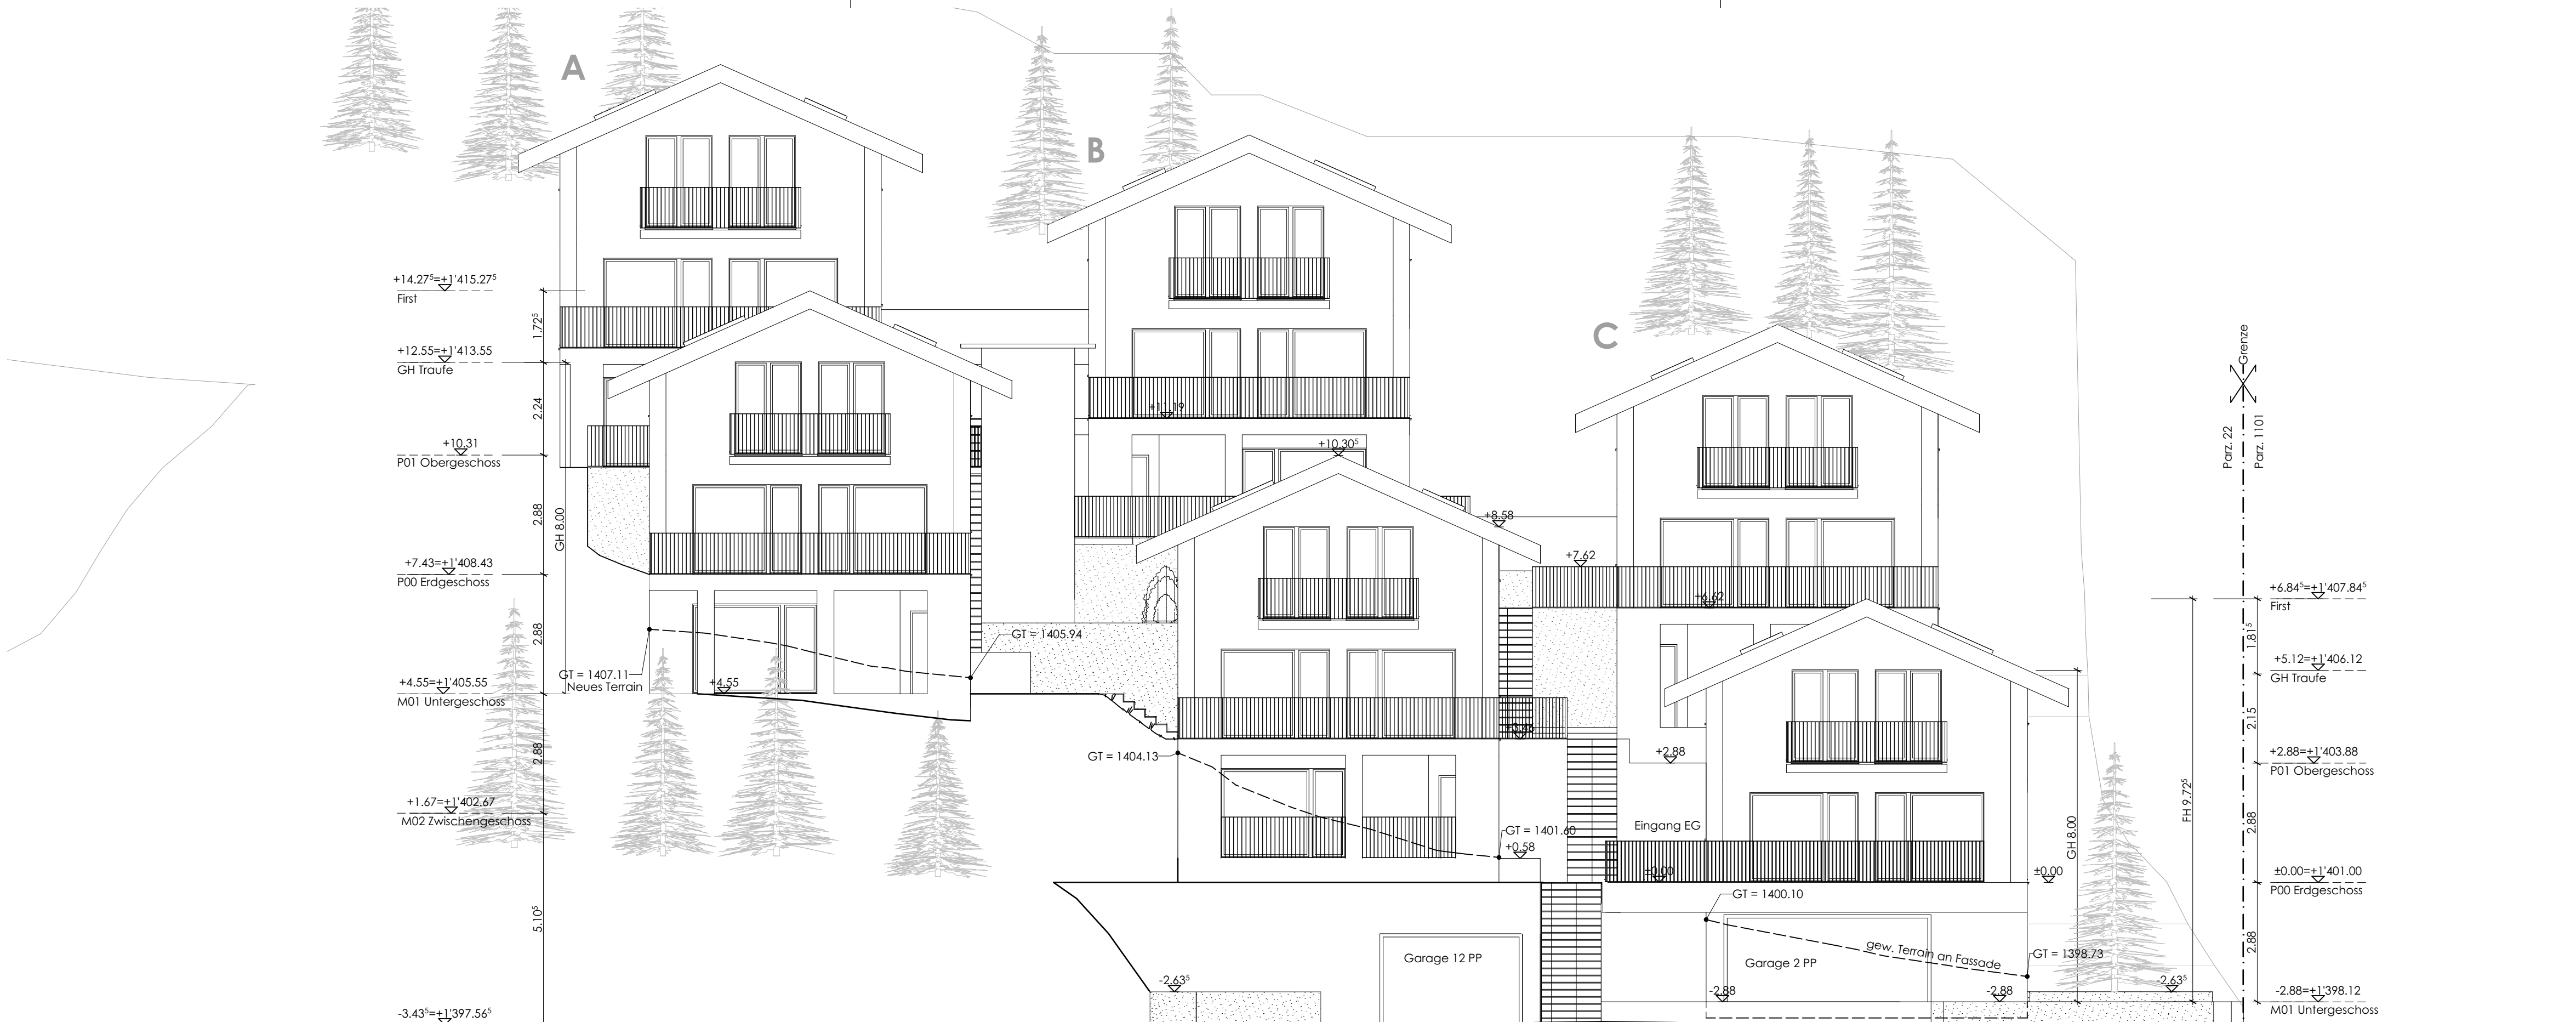 A
B
C
+14.27⁵=+1'415.27⁵
First
1.72⁵
+12.55=+1'413.55
GH Traufe
2.24
+10.31
P01 Obergeschoss
2.88
GH 8.00
+7.43=+1'408.43
P00 Erdgeschoss
2.88
+4.55=+1'405.55
M01 Untergeschoss
2.88
+1.67=+1'402.67
M02 Zwischengeschoss
5.10⁵
-3.43⁵=+1'397.56⁵
GT = 1407.11
Neues Terrain
+4.55
GT = 1405.94
+11.19
+10.30⁵
+8.58
+7.62
+6.62
GT = 1404.13
GT = 1401.60
+0.58
+2.88
Eingang EG
±0.00
±0.00
GT = 1400.10
gew. Terrain an Fassade
GT = 1398.73
Garage 12 PP
Garage 2 PP
-2.63⁵
-2.88
-2.88
-2.63⁵
GH 8.00
FH 9.72⁵
Grenze
Parz. 22
Parz. 1101
+6.84⁵=+1'407.84⁵
First
1.81⁵
+5.12=+1'406.12
GH Traufe
2.15
+2.88=+1'403.88
P01 Obergeschoss
2.88
±0.00=+1'401.00
P00 Erdgeschoss
2.88
-2.88=+1'398.12
M01 Untergeschoss